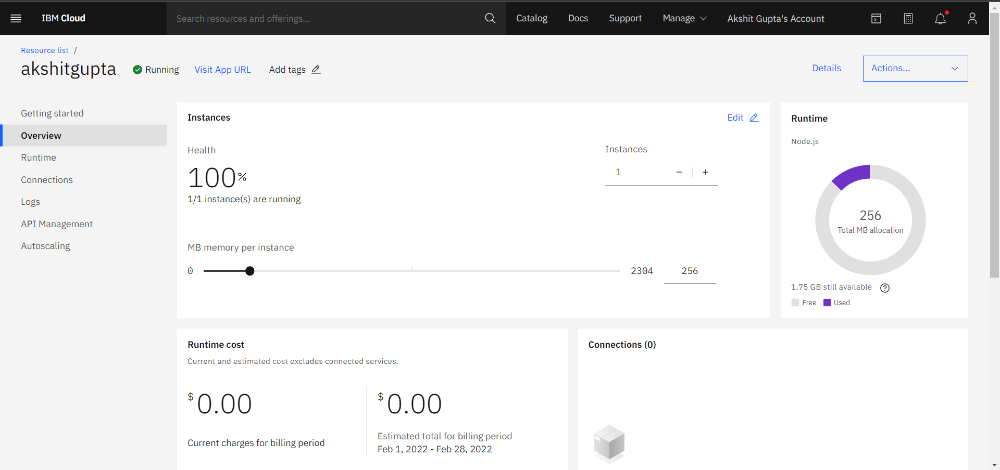 IBM Cloud
Search resources and offerings...
Catalog
Docs
Support
Manage
Akshit Gupta's Account
Resource list /
akshitgupta
Running
Visit App URL
Add tags
Details
Actions...
Getting started
Overview
Runtime
Connections
Logs
API Management
Autoscaling
Instances
Edit
Health
100%
1/1 instance(s) are running
Instances
1
MB memory per instance
0
2304
256
Runtime
Node.js
256
Total MB allocation
1.75 GB still available
Free
Used
Runtime cost
Current and estimated cost excludes connected services.
$0.00
Current charges for billing period
$0.00
Estimated total for billing period
Feb 1, 2022 - Feb 28, 2022
Connections (0)